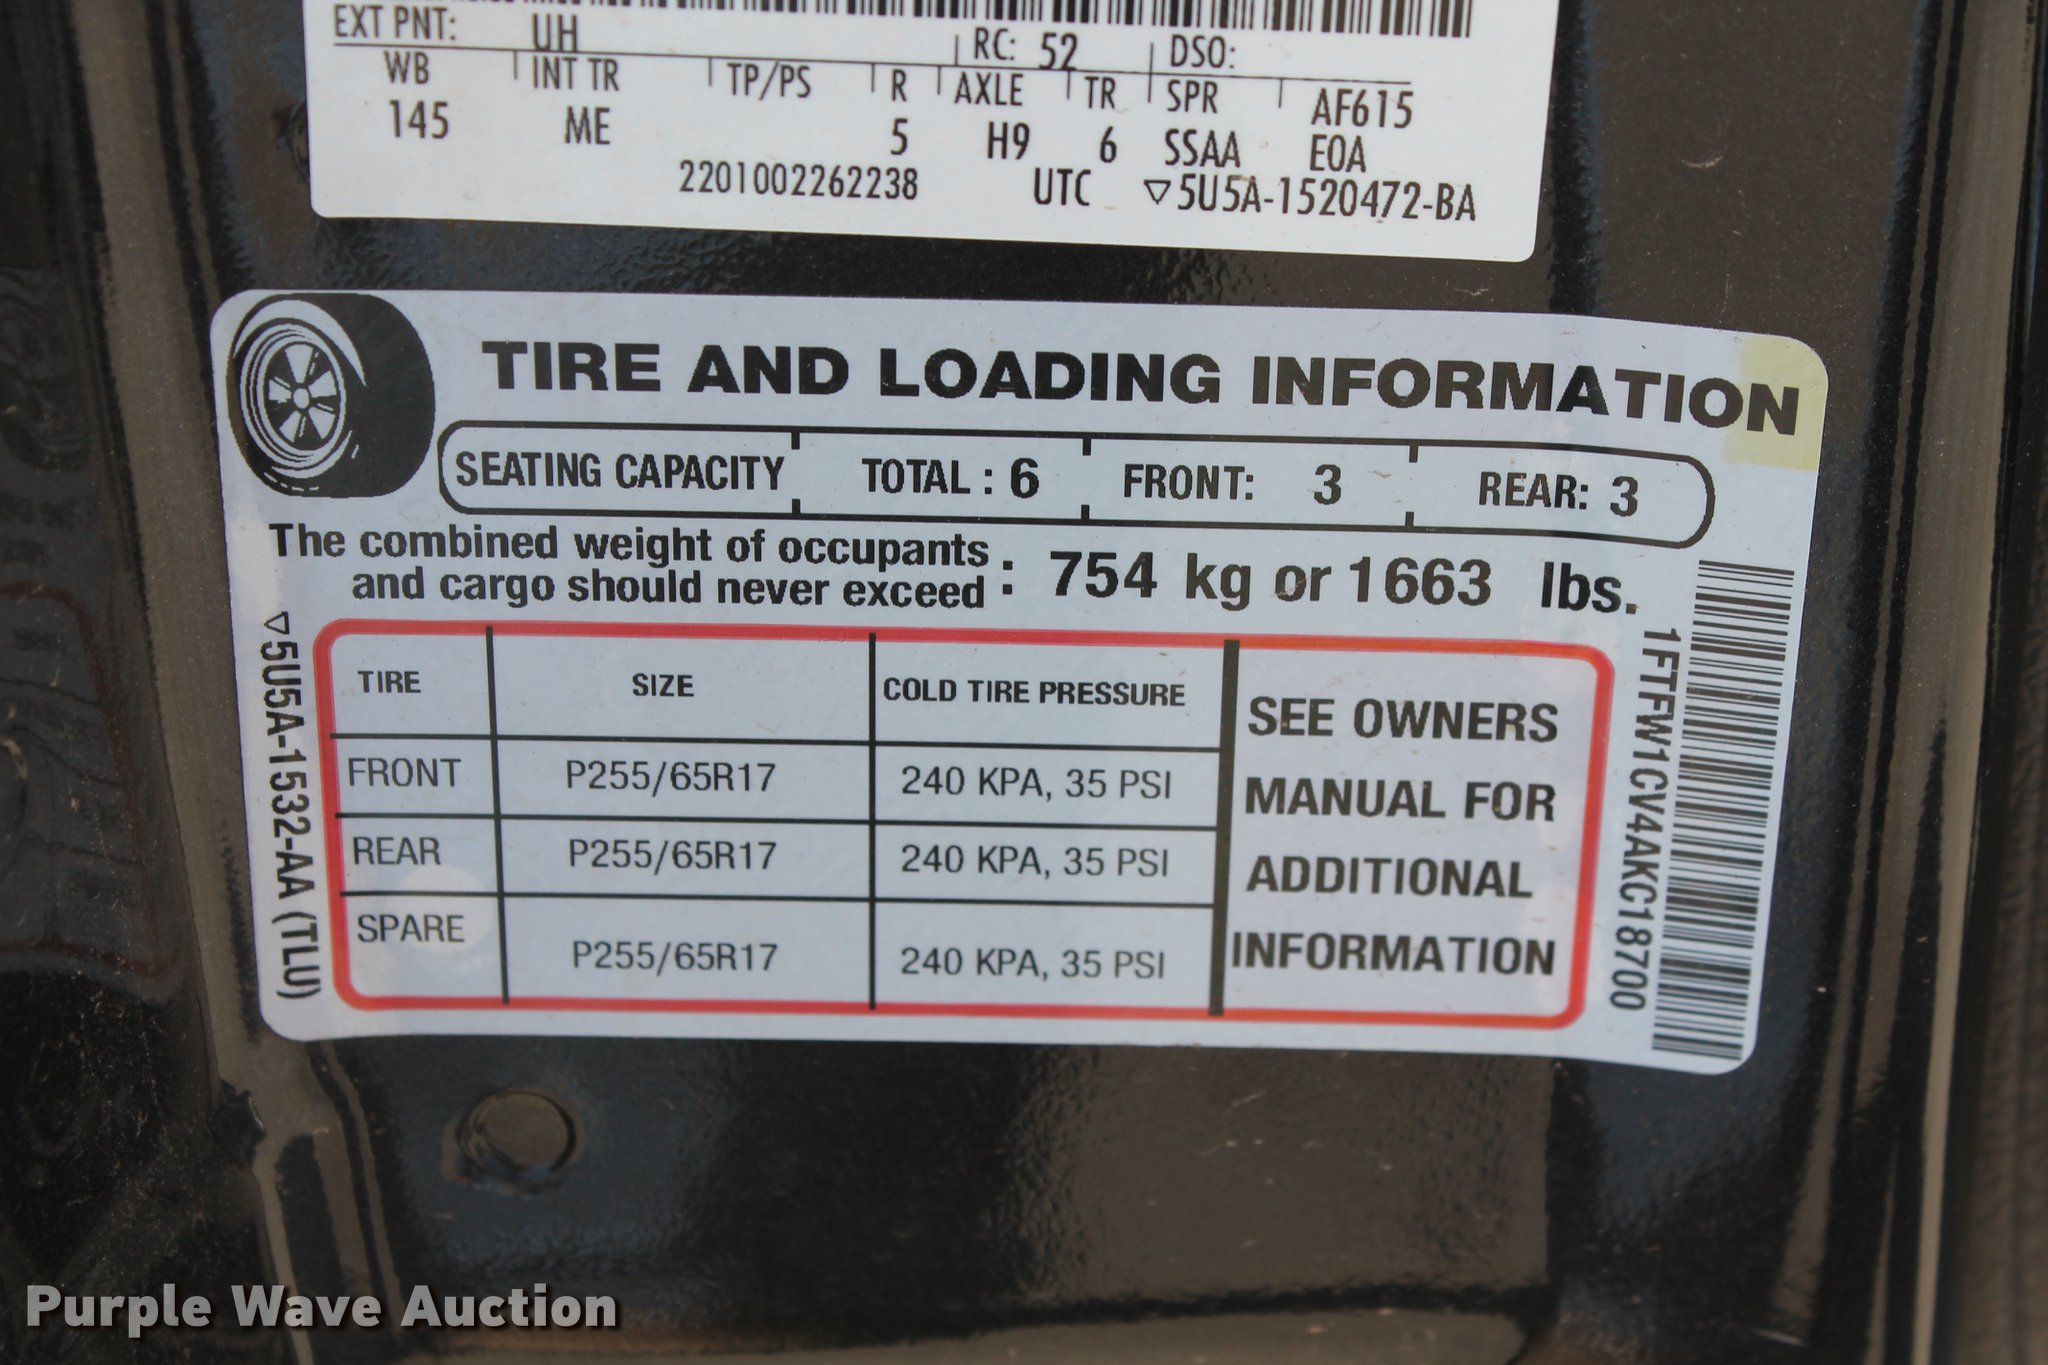 EXT PNT: UH RC: 52 DSO:
WB INT TR TP/PS R AXLE TR SPR AF615
145 ME 5 H9 6 SSAA E0A
2201002262238 UTC ▽5U5A-1520472-BA
TIRE AND LOADING INFORMATION
SEATING CAPACITY TOTAL : 6 FRONT: 3 REAR: 3
The combined weight of occupants
and cargo should never exceed : 754 kg or 1663 lbs.
TIRE SIZE COLD TIRE PRESSURE
FRONT P255/65R17 240 KPA, 35 PSI
REAR P255/65R17 240 KPA, 35 PSI
SPARE P255/65R17 240 KPA, 35 PSI
SEE OWNERS
MANUAL FOR
ADDITIONAL
INFORMATION
▽5U5A-1532-AA (TLU)
1FTFW1CV4AKC18700
Purple Wave Auction